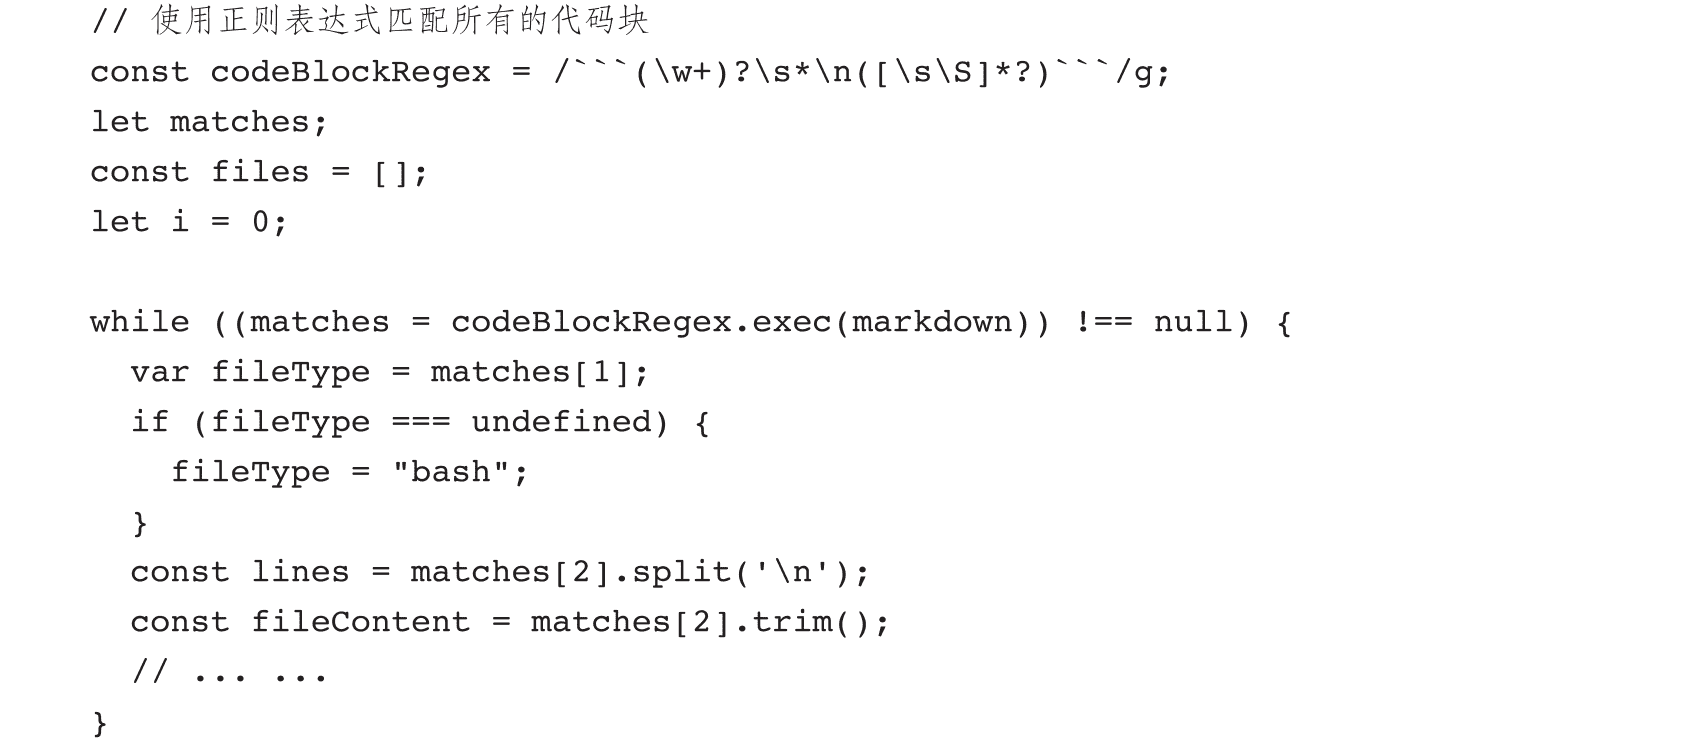 // 使用正则表达式匹配所有的代码块
const codeBlockRegex = /```(\w+)?\s*\n([\s\S]*?)```/g;
let matches;
const files = [];
let i = 0;
while ((matches = codeBlockRegex.exec(markdown)) !== null) {
var fileType = matches[1];
if (fileType === undefined) {
fileType = "bash";
}
const lines = matches[2].split('\n');
const fileContent = matches[2].trim();
// ... ...
}